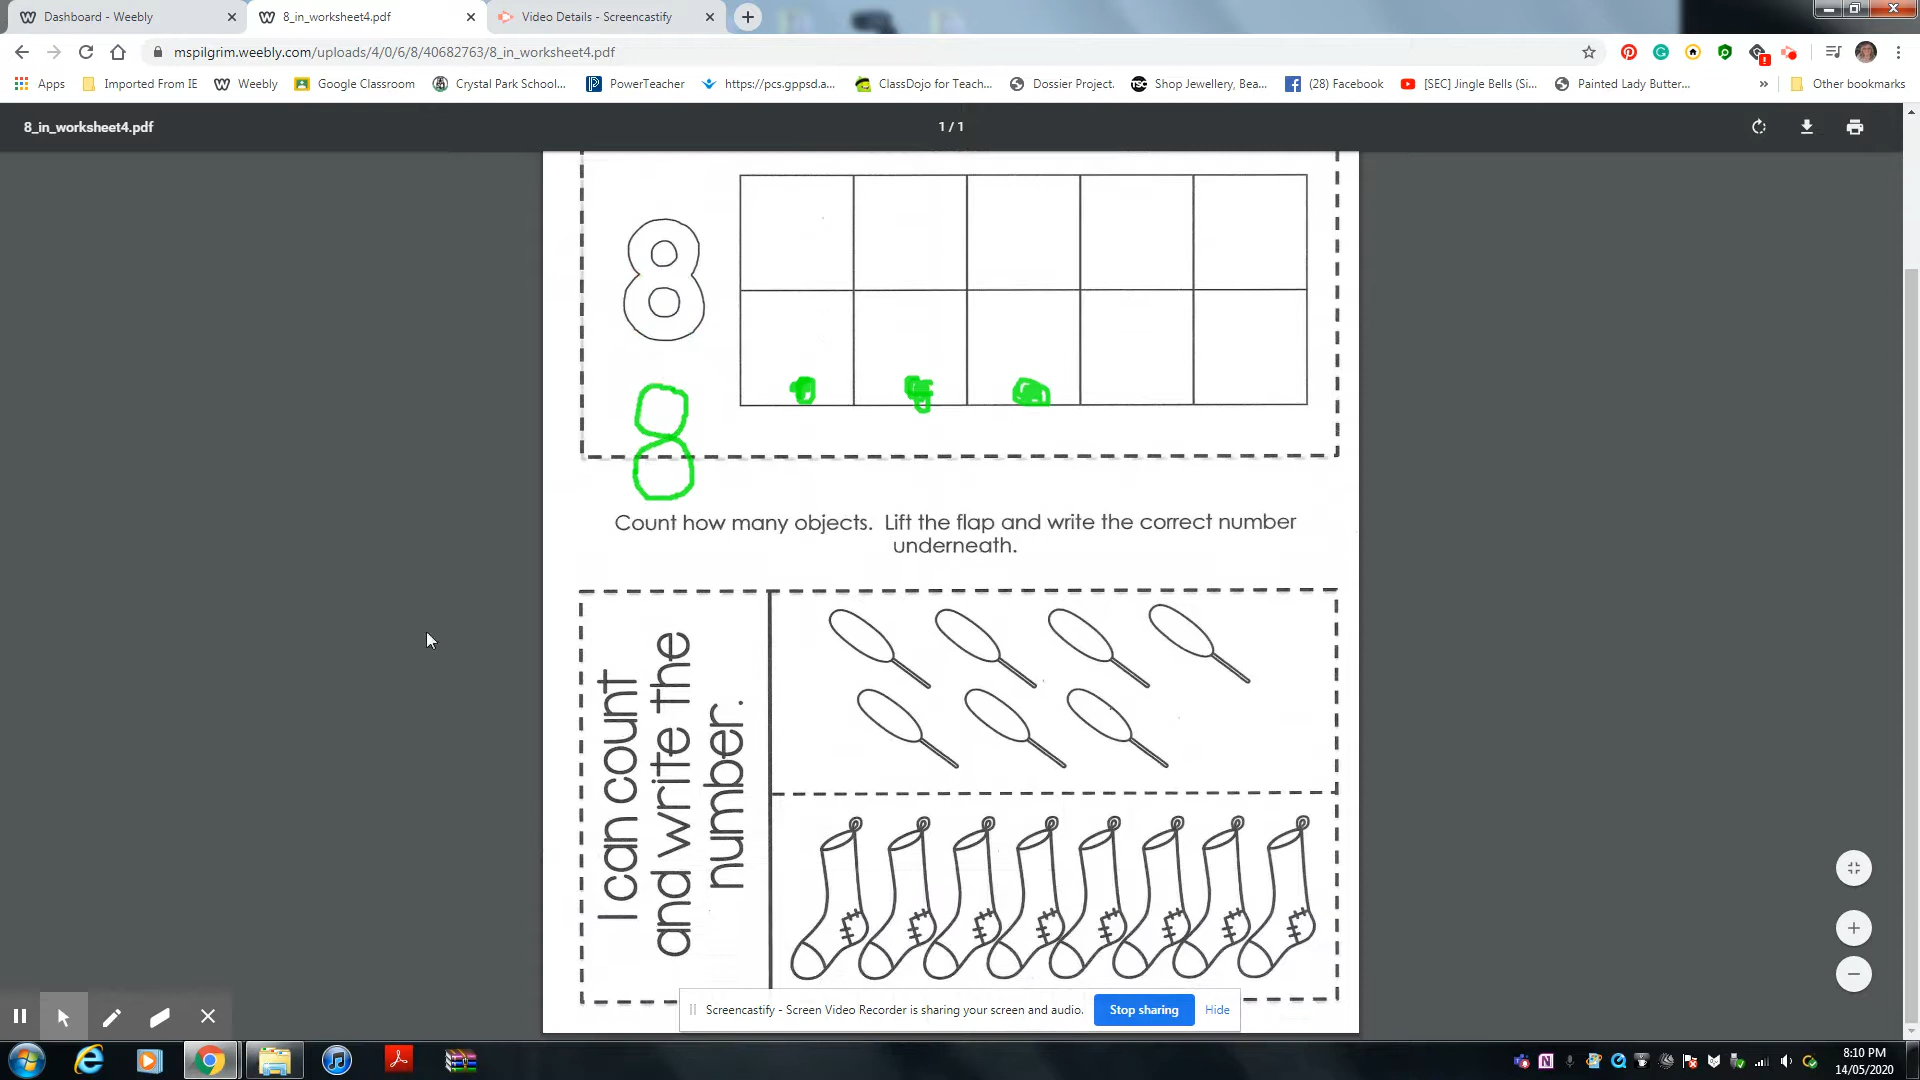 Dashboard - Weebly
8_in_worksheet4.pdf
Video Details - Screencastify
mspilgrim.weebly.com/uploads/4/0/6/8/40682763/8_in_worksheet4.pdf
Apps
Imported From IE
Weebly
Google Classroom
Crystal Park School...
PowerTeacher
https://pcs.gppsd.a...
ClassDojo for Teach...
Dossier Project.
Shop Jewellery, Bea...
(28) Facebook
[SEC] Jingle Bells (Si...
Painted Lady Butter...
»
Other bookmarks
8_in_worksheet4.pdf
1 / 1
8
8
Count how many objects. Lift the flap and write the correct number
underneath.
I can count
and write the
number.
Screencastify - Screen Video Recorder is sharing your screen and audio.
Stop sharing
Hide
8:10 PM
14/05/2020